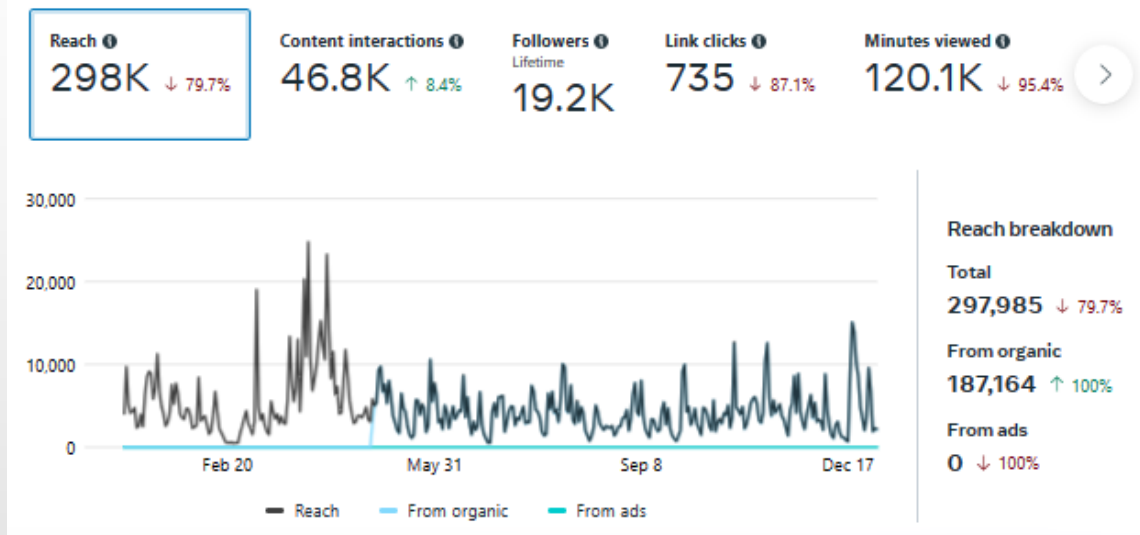 Reach
298K ↓ 79.7%
Content interactions
46.8K ↑ 8.4%
Followers
Lifetime
19.2K
Link clicks
735 ↓ 87.1%
Minutes viewed
120.1K ↓ 95.4%
30,000
20,000
10,000
0
Feb 20
May 31
Sep 8
Dec 17
Reach
From organic
From ads
Reach breakdown
Total
297,985 ↓ 79.7%
From organic
187,164 ↑ 100%
From ads
0 ↓ 100%